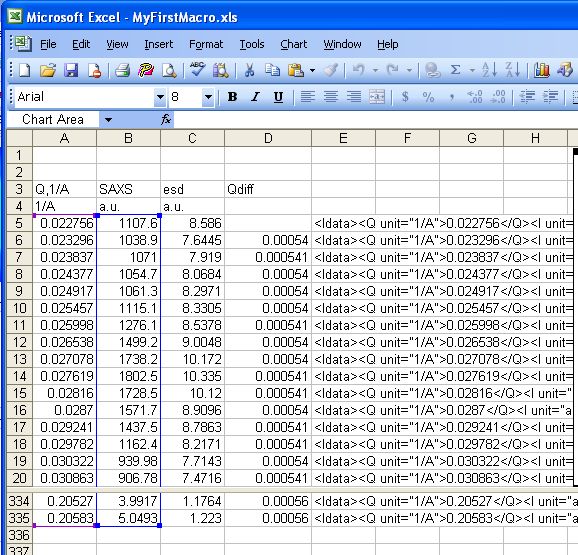 Microsoft Excel - MyFirstMacro.xls
File Edit View Insert Format Tools Chart Window Help
Arial 8 B I U $ % ,
Chart Area fx
A B C D E F G H
1
2
3 Q,1/A SAXS esd Qdiff
4 1/A a.u. a.u.
5 0.022756 1107.6 8.586 <Idata><Q unit="1/A">0.022756</Q><I unit=
6 0.023296 1038.9 7.6445 0.00054 <Idata><Q unit="1/A">0.023296</Q><I unit=
7 0.023837 1071 7.919 0.000541 <Idata><Q unit="1/A">0.023837</Q><I unit=
8 0.024377 1054.7 8.0684 0.00054 <Idata><Q unit="1/A">0.024377</Q><I unit=
9 0.024917 1061.3 8.2971 0.00054 <Idata><Q unit="1/A">0.024917</Q><I unit=
10 0.025457 1115.1 8.3305 0.00054 <Idata><Q unit="1/A">0.025457</Q><I unit=
11 0.025998 1276.1 8.5378 0.000541 <Idata><Q unit="1/A">0.025998</Q><I unit=
12 0.026538 1499.2 9.0048 0.00054 <Idata><Q unit="1/A">0.026538</Q><I unit=
13 0.027078 1738.2 10.172 0.00054 <Idata><Q unit="1/A">0.027078</Q><I unit=
14 0.027619 1802.5 10.335 0.000541 <Idata><Q unit="1/A">0.027619</Q><I unit=
15 0.02816 1728.5 10.12 0.000541 <Idata><Q unit="1/A">0.02816</Q><I unit="
16 0.0287 1571.7 8.9096 0.00054 <Idata><Q unit="1/A">0.0287</Q><I unit="a
17 0.029241 1437.5 8.7863 0.000541 <Idata><Q unit="1/A">0.029241</Q><I unit=
18 0.029782 1162.4 8.2171 0.000541 <Idata><Q unit="1/A">0.029782</Q><I unit=
19 0.030322 939.98 7.7143 0.00054 <Idata><Q unit="1/A">0.030322</Q><I unit=
20 0.030863 906.78 7.4716 0.000541 <Idata><Q unit="1/A">0.030863</Q><I unit=
334 0.20527 3.9917 1.1764 0.00056 <Idata><Q unit="1/A">0.20527</Q><I unit="a
335 0.20583 5.0493 1.223 0.00056 <Idata><Q unit="1/A">0.20583</Q><I unit="a
336
337